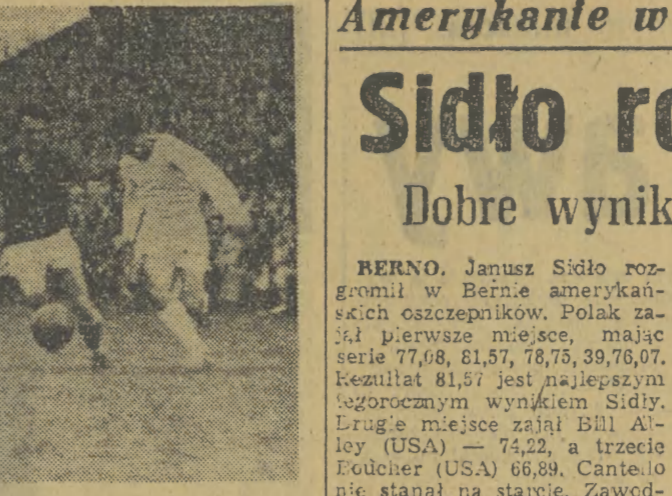 Amerykanie w
Sidło
Dobre wynik
BERNO. Janusz Sidło roz-
gromił w Bernie amerykań-
skich oszczepników. Polak za-
jął pierwsze miejsce, mając
serie 77,08, 81,57, 78,75, 39,76,07.
Rezultat 81,57 jest najlepszym
tegorocznym wynikiem Sidły.
Drugie miejsce zajął Bill Al-
ley (USA) — 74,22, a trzecie
Boucher (USA) 66,89. Cantello
nie stanął na starcie. Zawod-